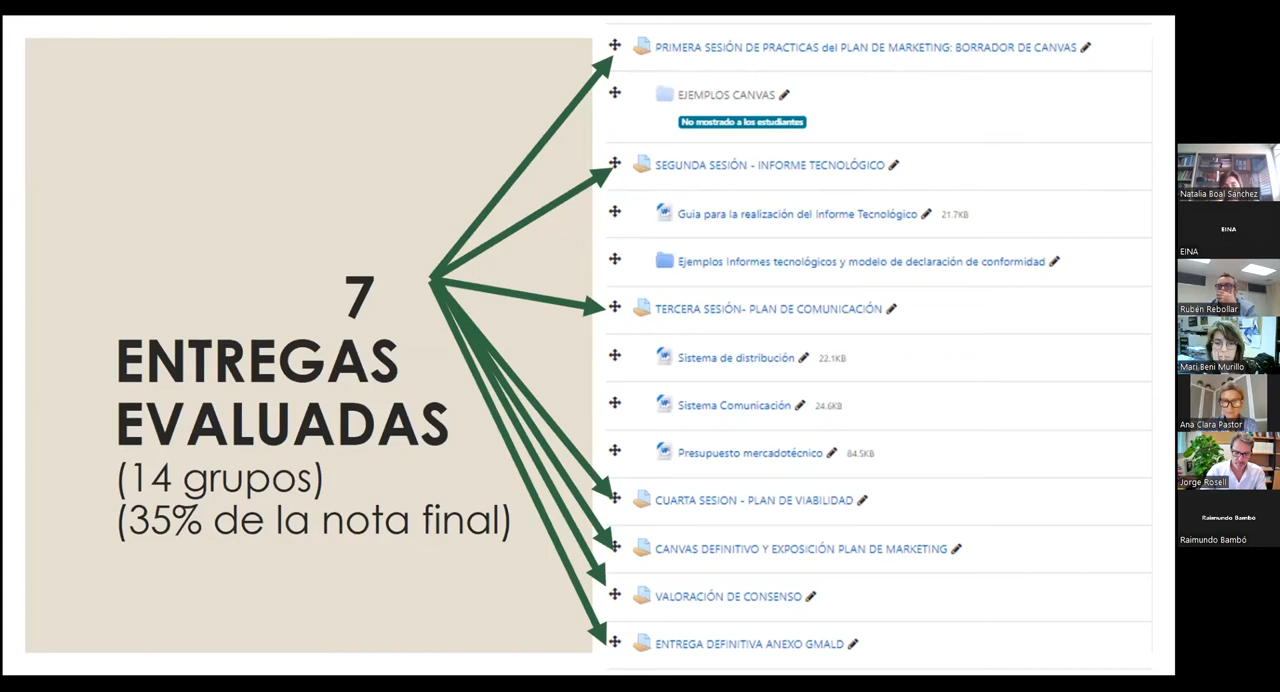 7
ENTREGAS
EVALUADAS
(14 grupos)
(35% de la nota final)
PRIMERA SESIÓN DE PRACTICAS del PLAN DE MARKETING: BORRADOR DE CANVAS
EJEMPLOS CANVAS
No mostrado a los estudiantes
SEGUNDA SESIÓN - INFORME TECNOLÓGICO
Guia para la realización del Informe Tecnológico 21.7KB
Ejemplos Informes tecnológicos y modelo de declaración de conformidad
TERCERA SESIÓN- PLAN DE COMUNICACIÓN
Sistema de distribución 22.1KB
Sistema Comunicación 24.6KB
Presupuesto mercadotécnico 84.5KB
CUARTA SESION - PLAN DE VIABILIDAD
CANVAS DEFINITIVO Y EXPOSICIÓN PLAN DE MARKETING
VALORACIÓN DE CONSENSO
ENTREGA DEFINITIVA ANEXO GMALD
Natalia Boal Sánchez
EINA
EINA
Rubén Rebollar
Mari Beni Murillo
Ana Clara Pastor
Jorge Rosell
Raimundo Bambó
Raimundo Bambó